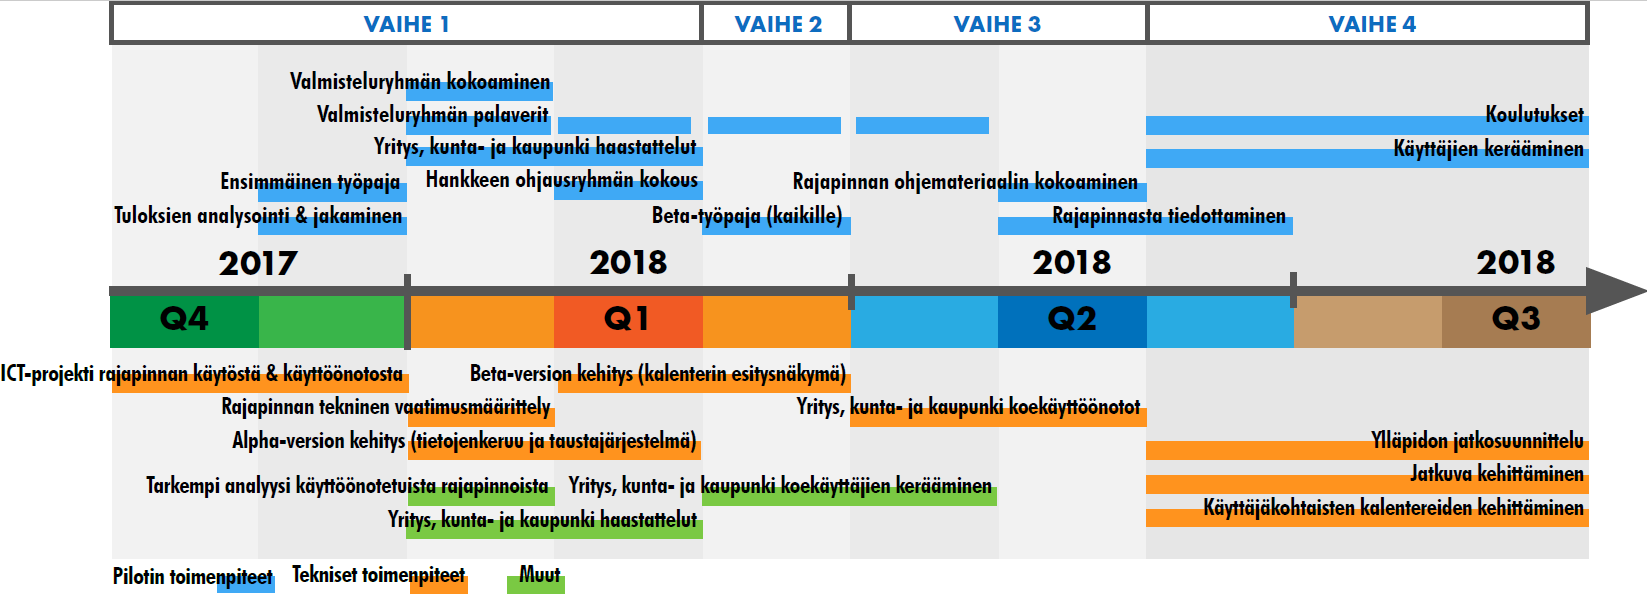 VAIHE 1
VAIHE 2
VAIHE 3
VAIHE 4
Valmisteluryhmän kokoaminen
Valmisteluryhmän palaverit
Koulutukset
Yritys, kunta- ja kaupunki haastattelut
Käyttäjien kerääminen
Ensimmäinen työpaja
Hankkeen ohjausryhmän kokous
Rajapinnan ohjemateriaalin kokoaminen
Tuloksien analysointi & jakaminen
Beta-työpaja (kaikille)
Rajapinnasta tiedottaminen
2017
2018
2018
2018
Q4
Q1
Q2
Q3
ICT-projekti rajapinnan käytöstä & käyttöönotosta
Beta-version kehitys (kalenterin esitysnäkymä)
Rajapinnan tekninen vaatimusmäärittely
Yritys, kunta- ja kaupunki koekäyttöönotot
Alpha-version kehitys (tietojenkeruu ja taustajärjestelmä)
Ylläpidon jatkosuunnittelu
Jatkuva kehittäminen
Tarkempi analyysi käyttöönotetuista rajapinnoista
Yritys, kunta- ja kaupunki koekäyttäjien kerääminen
Käyttäjäkohtaisten kalentereiden kehittäminen
Yritys, kunta- ja kaupunki haastattelut
Pilotin toimenpiteet
Tekniset toimenpiteet
Muut